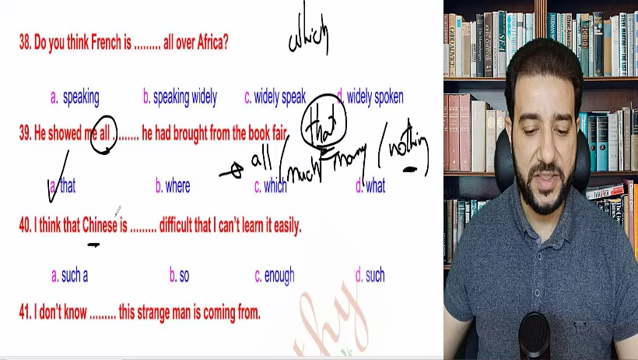 which
38. Do you think French is ......... all over Africa?
a. speaking b. speaking widely c. widely speak d. widely spoken
39. He showed me all ........ he had brought from the book fair.
that
all / much many / nothin
a. that b. where c. which d. what
40. I think that Chinese is ......... difficult that I can't learn it easily.
a. such a b. so c. enough d. such
41. I don't know ......... this strange man is coming from.